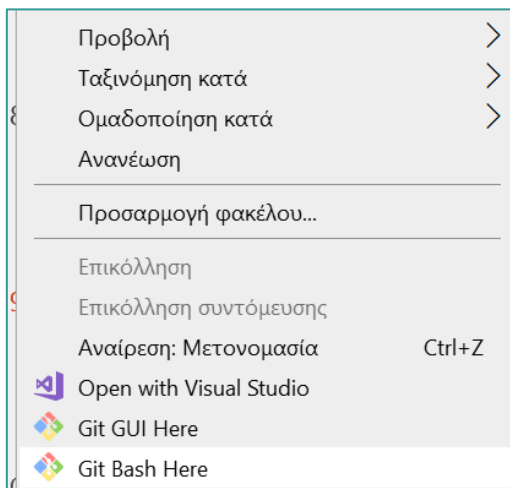 Προβολή
Ταξινόμηση κατά
Ομαδοποίηση κατά
Ανανέωση
Προσαρμογή φακέλου...
Επικόλληση
Επικόλληση συντόμευσης
Αναίρεση: Μετονομασία Ctrl+Z
Open with Visual Studio
Git GUI Here
Git Bash Here